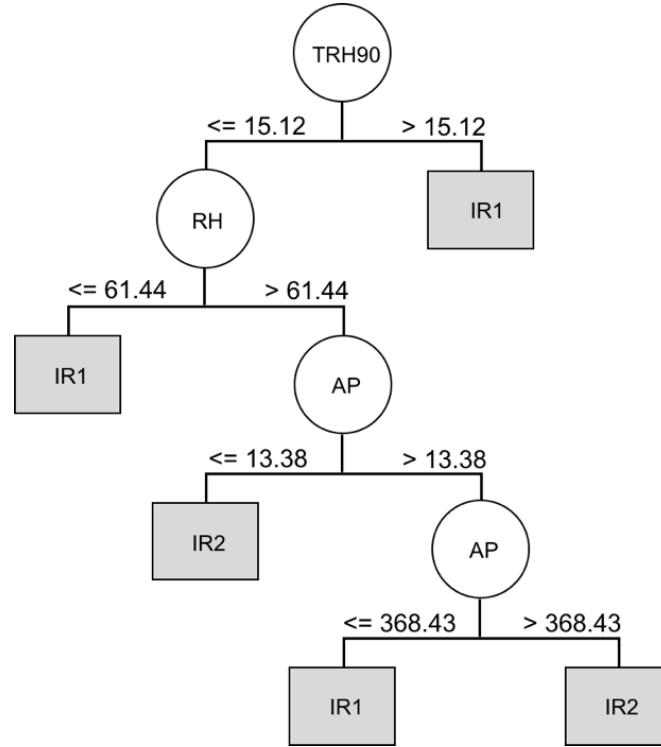 TRH90
<= 15.12 > 15.12
RH IR1
<= 61.44 > 61.44
IR1 AP
<= 13.38 > 13.38
IR2 AP
<= 368.43 > 368.43
IR1 IR2